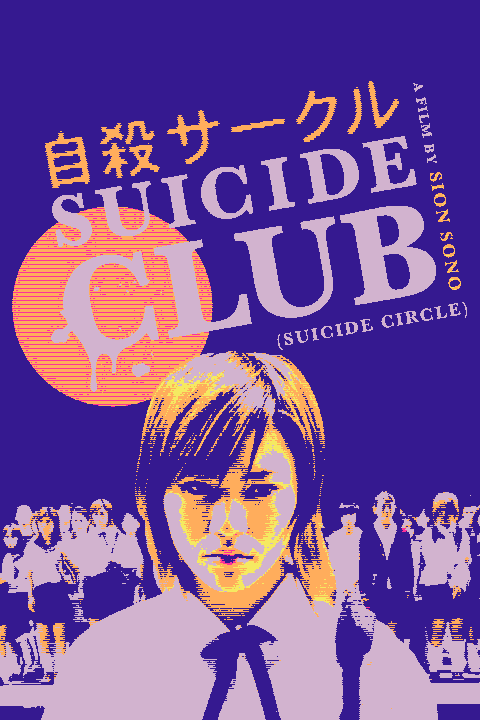 自殺サークル
SUICIDE
CLUB
(SUICIDE CIRCLE)
A FILM BY SION SONO